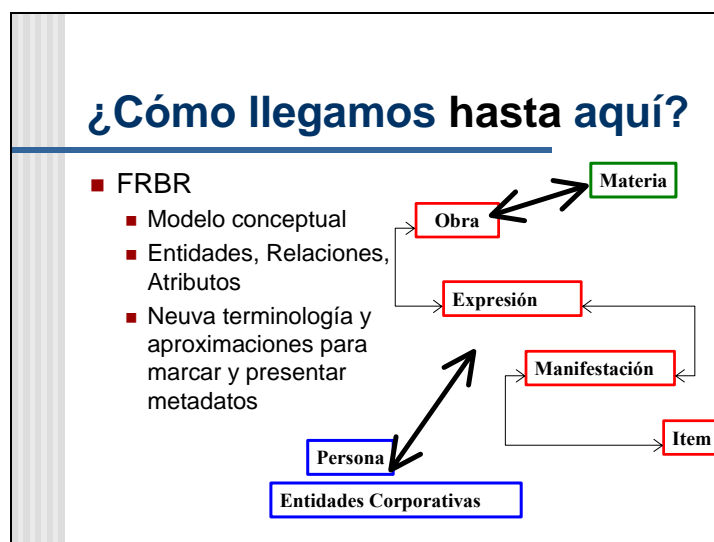 ¿Cómo llegamos hasta aquí?
FRBR
Modelo conceptual
Entidades, Relaciones,
Atributos
Neuva terminología y
aproximaciones para
marcar y presentar
metadatos
Materia
Obra
Expresión
Manifestación
Item
Persona
Entidades Corporativas